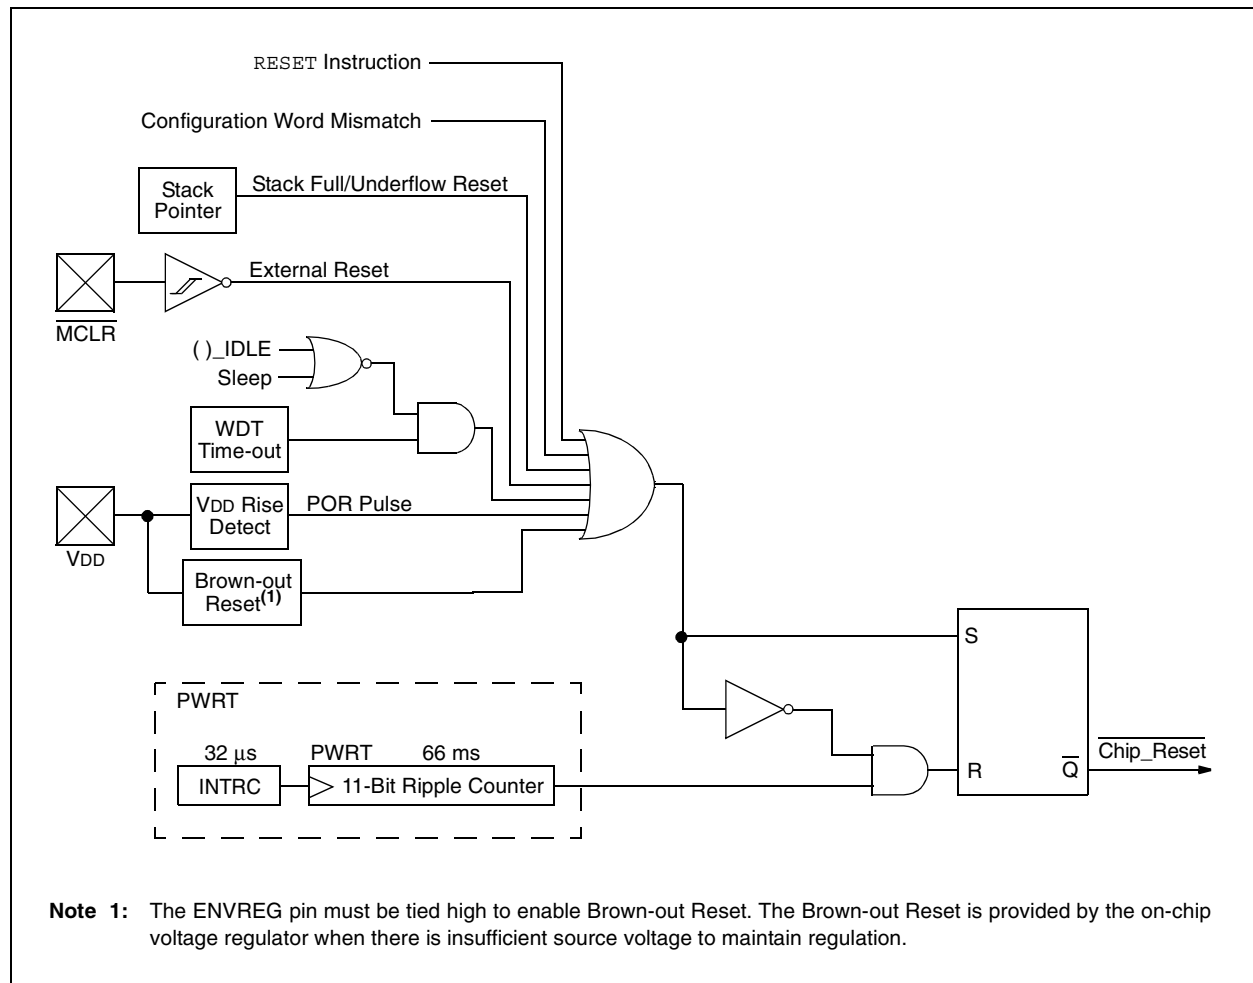 RESET Instruction
Configuration Word Mismatch
Stack
Pointer
Stack Full/Underflow Reset
External Reset
MCLR
( )_IDLE
Sleep
WDT
Time-out
VDD Rise
Detect
POR Pulse
VDD
Brown-out
Reset(1)
S
PWRT
32 μs
PWRT
66 ms
INTRC
11-Bit Ripple Counter
R
Q
Chip_Reset
Note 1: The ENVREG pin must be tied high to enable Brown-out Reset. The Brown-out Reset is provided by the on-chip
voltage regulator when there is insufficient source voltage to maintain regulation.